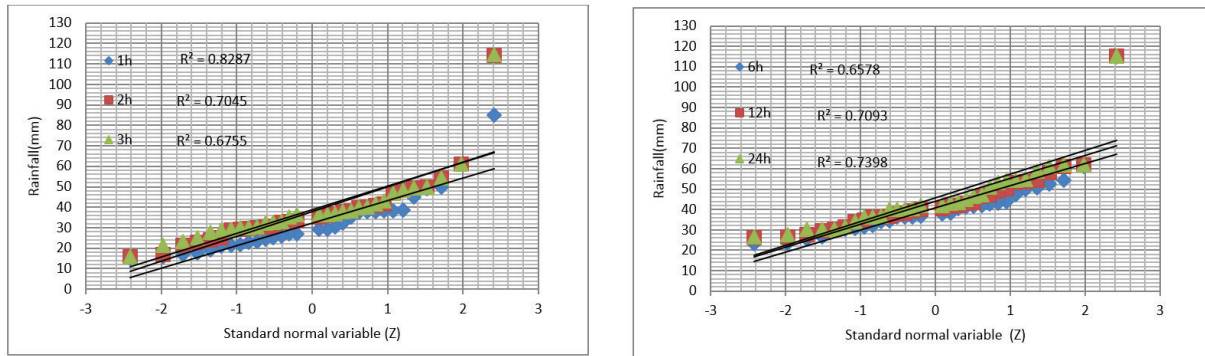 130
120
110
100
90
80
70
60
50
40
30
20
10
0
Rainfall(mm)
1h R² = 0.8287
2h R² = 0.7045
3h R² = 0.6755
-3 -2 -1 0 1 2 3
Standard normal variable (Z)
130
120
110
100
90
80
70
60
50
40
30
20
10
0
Rainfall(mm)
6h R² = 0.6578
12h R² = 0.7093
24h R² = 0.7398
-3 -2 -1 0 1 2 3
Standard normal variable (Z)